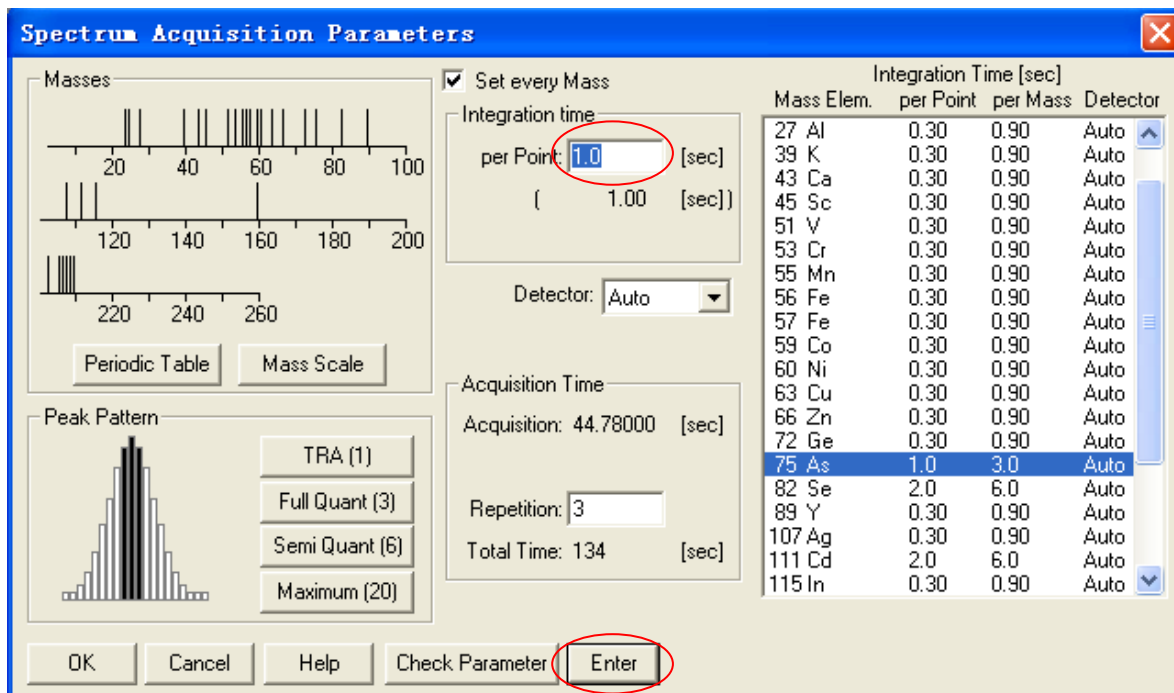 Spectrum Acquisition Parameters
Masses
20 40 60 80 100
120 140 160 180 200
220 240 260
Periodic Table Mass Scale
Peak Pattern
TRA (1)
Full Quant (3)
Semi Quant (6)
Maximum (20)
Set every Mass
Integration time
per Point: 1.0 [sec]
( 1.00 [sec])
Detector: Auto
Acquisition Time
Acquisition: 44.78000 [sec]
Repetition: 3
Total Time: 134 [sec]
Integration Time [sec]
Mass Elem. per Point per Mass Detector
27 Al 0.30 0.90 Auto
39 K 0.30 0.90 Auto
43 Ca 0.30 0.90 Auto
45 Sc 0.30 0.90 Auto
51 V 0.30 0.90 Auto
53 Cr 0.30 0.90 Auto
55 Mn 0.30 0.90 Auto
56 Fe 0.30 0.90 Auto
57 Fe 0.30 0.90 Auto
59 Co 0.30 0.90 Auto
60 Ni 0.30 0.90 Auto
63 Cu 0.30 0.90 Auto
66 Zn 0.30 0.90 Auto
72 Ge 0.30 0.90 Auto
75 As 1.0 3.0 Auto
82 Se 2.0 6.0 Auto
89 Y 0.30 0.90 Auto
107 Ag 0.30 0.90 Auto
111 Cd 2.0 6.0 Auto
115 In 0.30 0.90 Auto
OK Cancel Help Check Parameter Enter